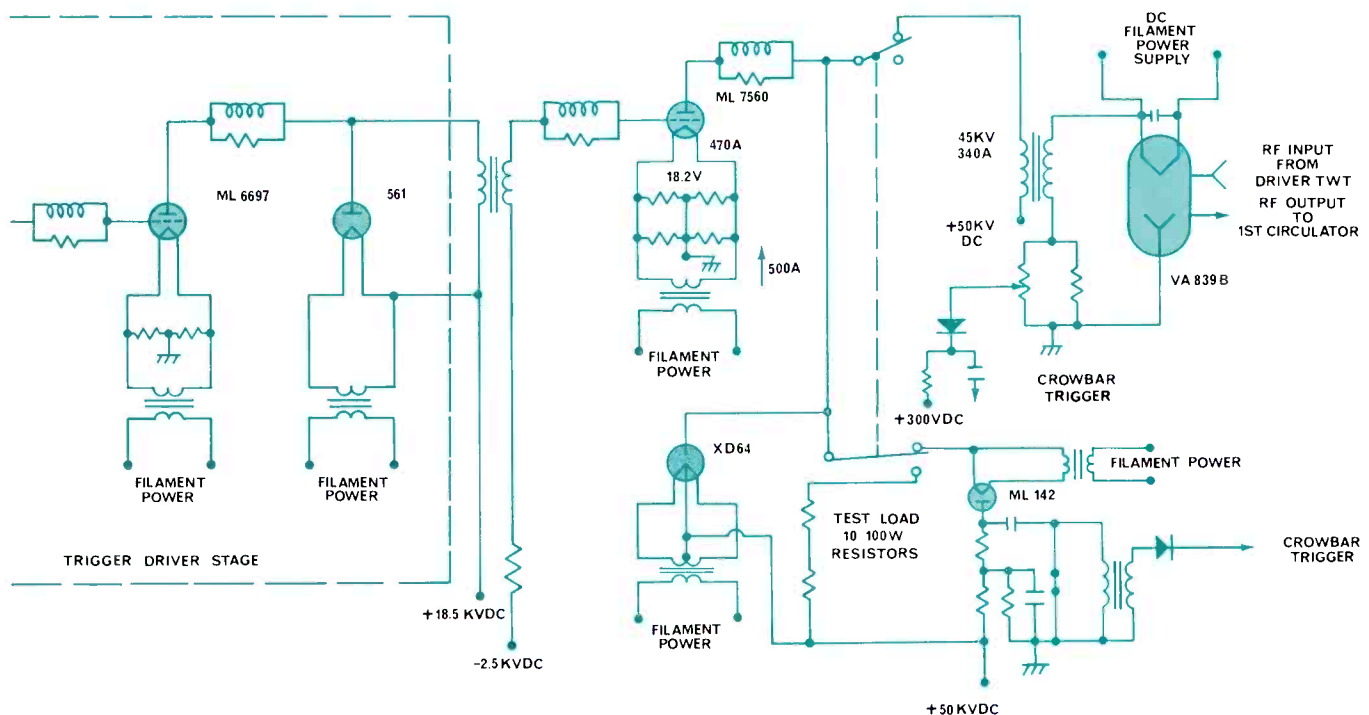 DC
FILAMENT
POWER
SUPPLY
ML 7560
470A
18.2V
500A
FILAMENT
POWER
ML 6697
561
FILAMENT
POWER
FILAMENT
POWER
TRIGGER DRIVER STAGE
+18.5 KVDC
-2.5KVDC
45KV
340A
+50KV
DC
RF INPUT
FROM
DRIVER TWT
RF OUTPUT
TO
1ST CIRCULATOR
VA 839B
CROWBAR
TRIGGER
+300VDC
XD64
FILAMENT
POWER
FILAMENT POWER
ML 142
TEST LOAD
10 100W
RESISTORS
CROWBAR
TRIGGER
+50 KVDC